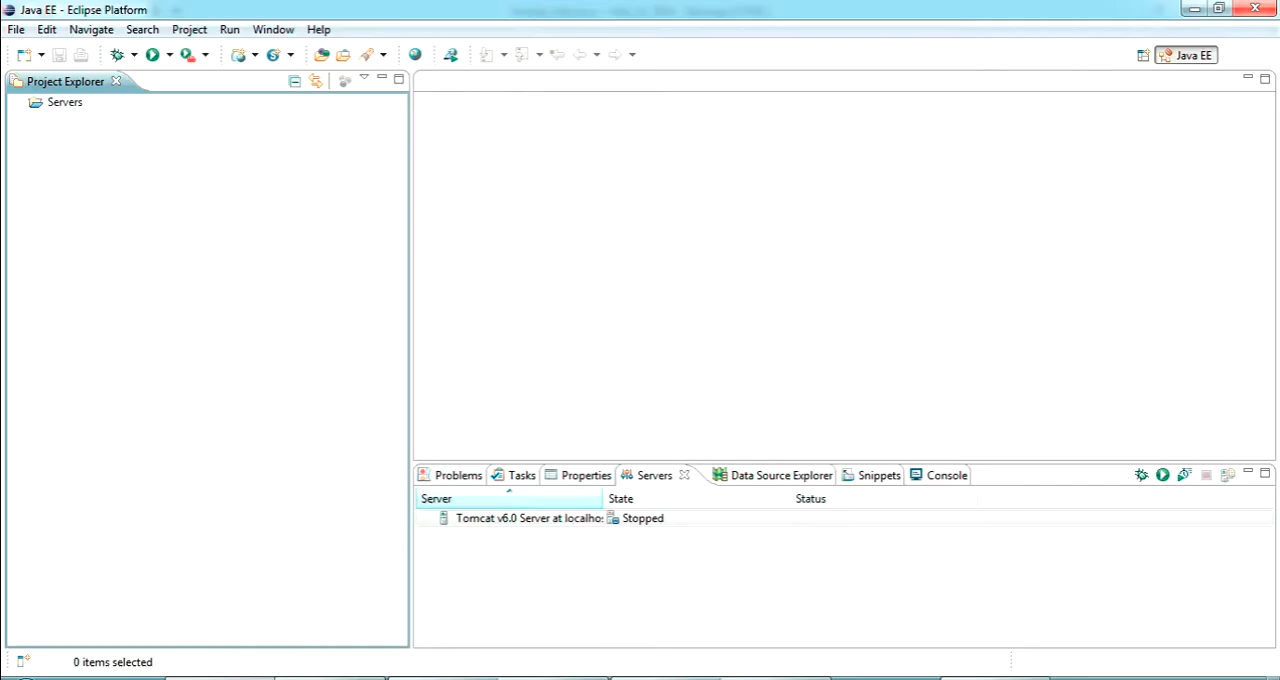 Java EE - Eclipse Platform
File Edit Navigate Search Project Run Window Help
Java EE
Project Explorer
Servers
Problems Tasks Properties Servers Data Source Explorer Snippets Console
Server State Status
Tomcat v6.0 Server at localho Stopped
0 items selected